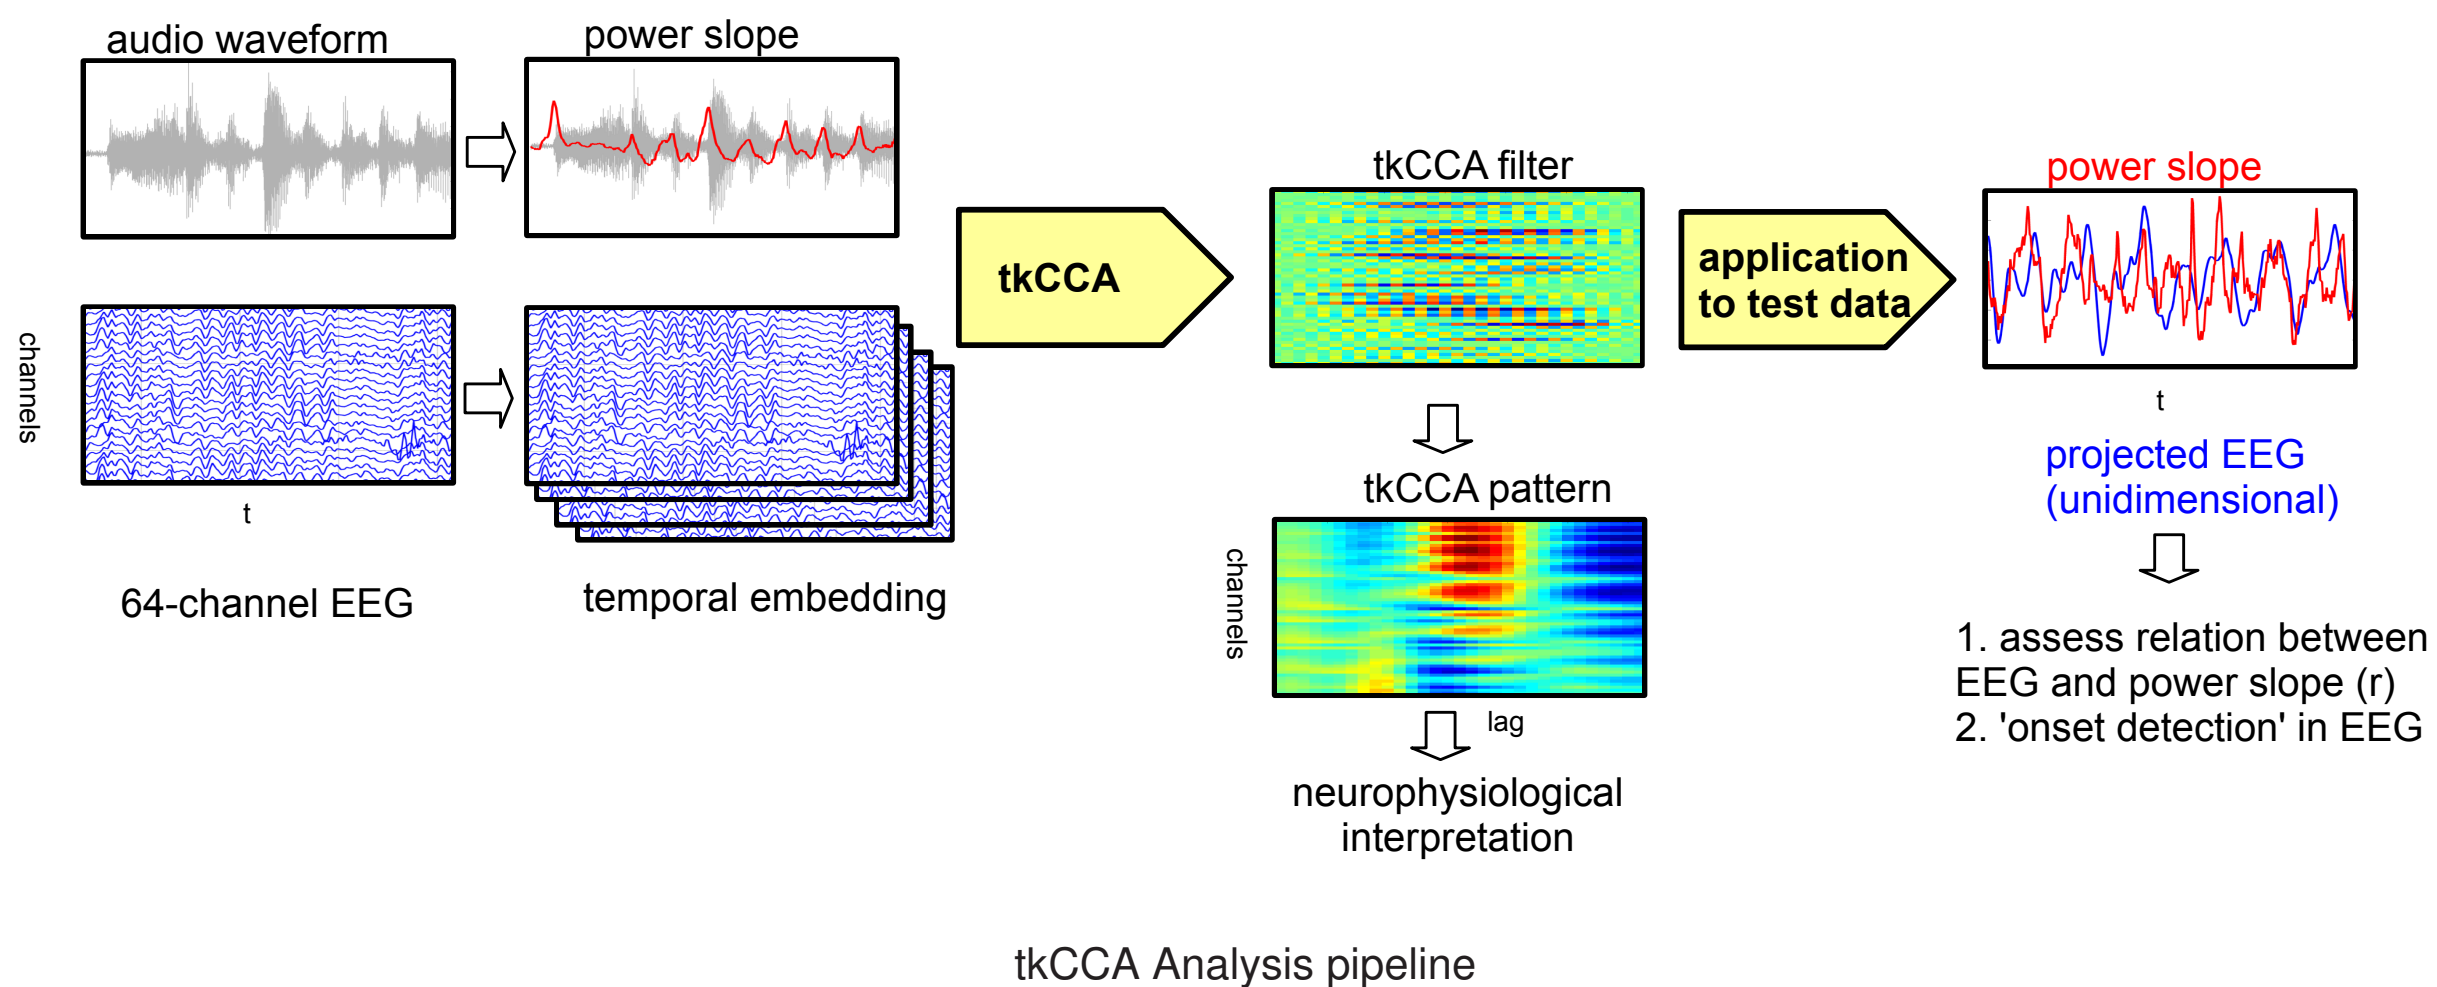 audio waveform
power slope
channels
t
64-channel EEG
temporal embedding
tkCCA
tkCCA filter
tkCCA pattern
channels
lag
neurophysiological
interpretation
application
to test data
power slope
t
projected EEG
(unidimensional)
1. assess relation between
EEG and power slope (r)
2. 'onset detection' in EEG
tkCCA Analysis pipeline